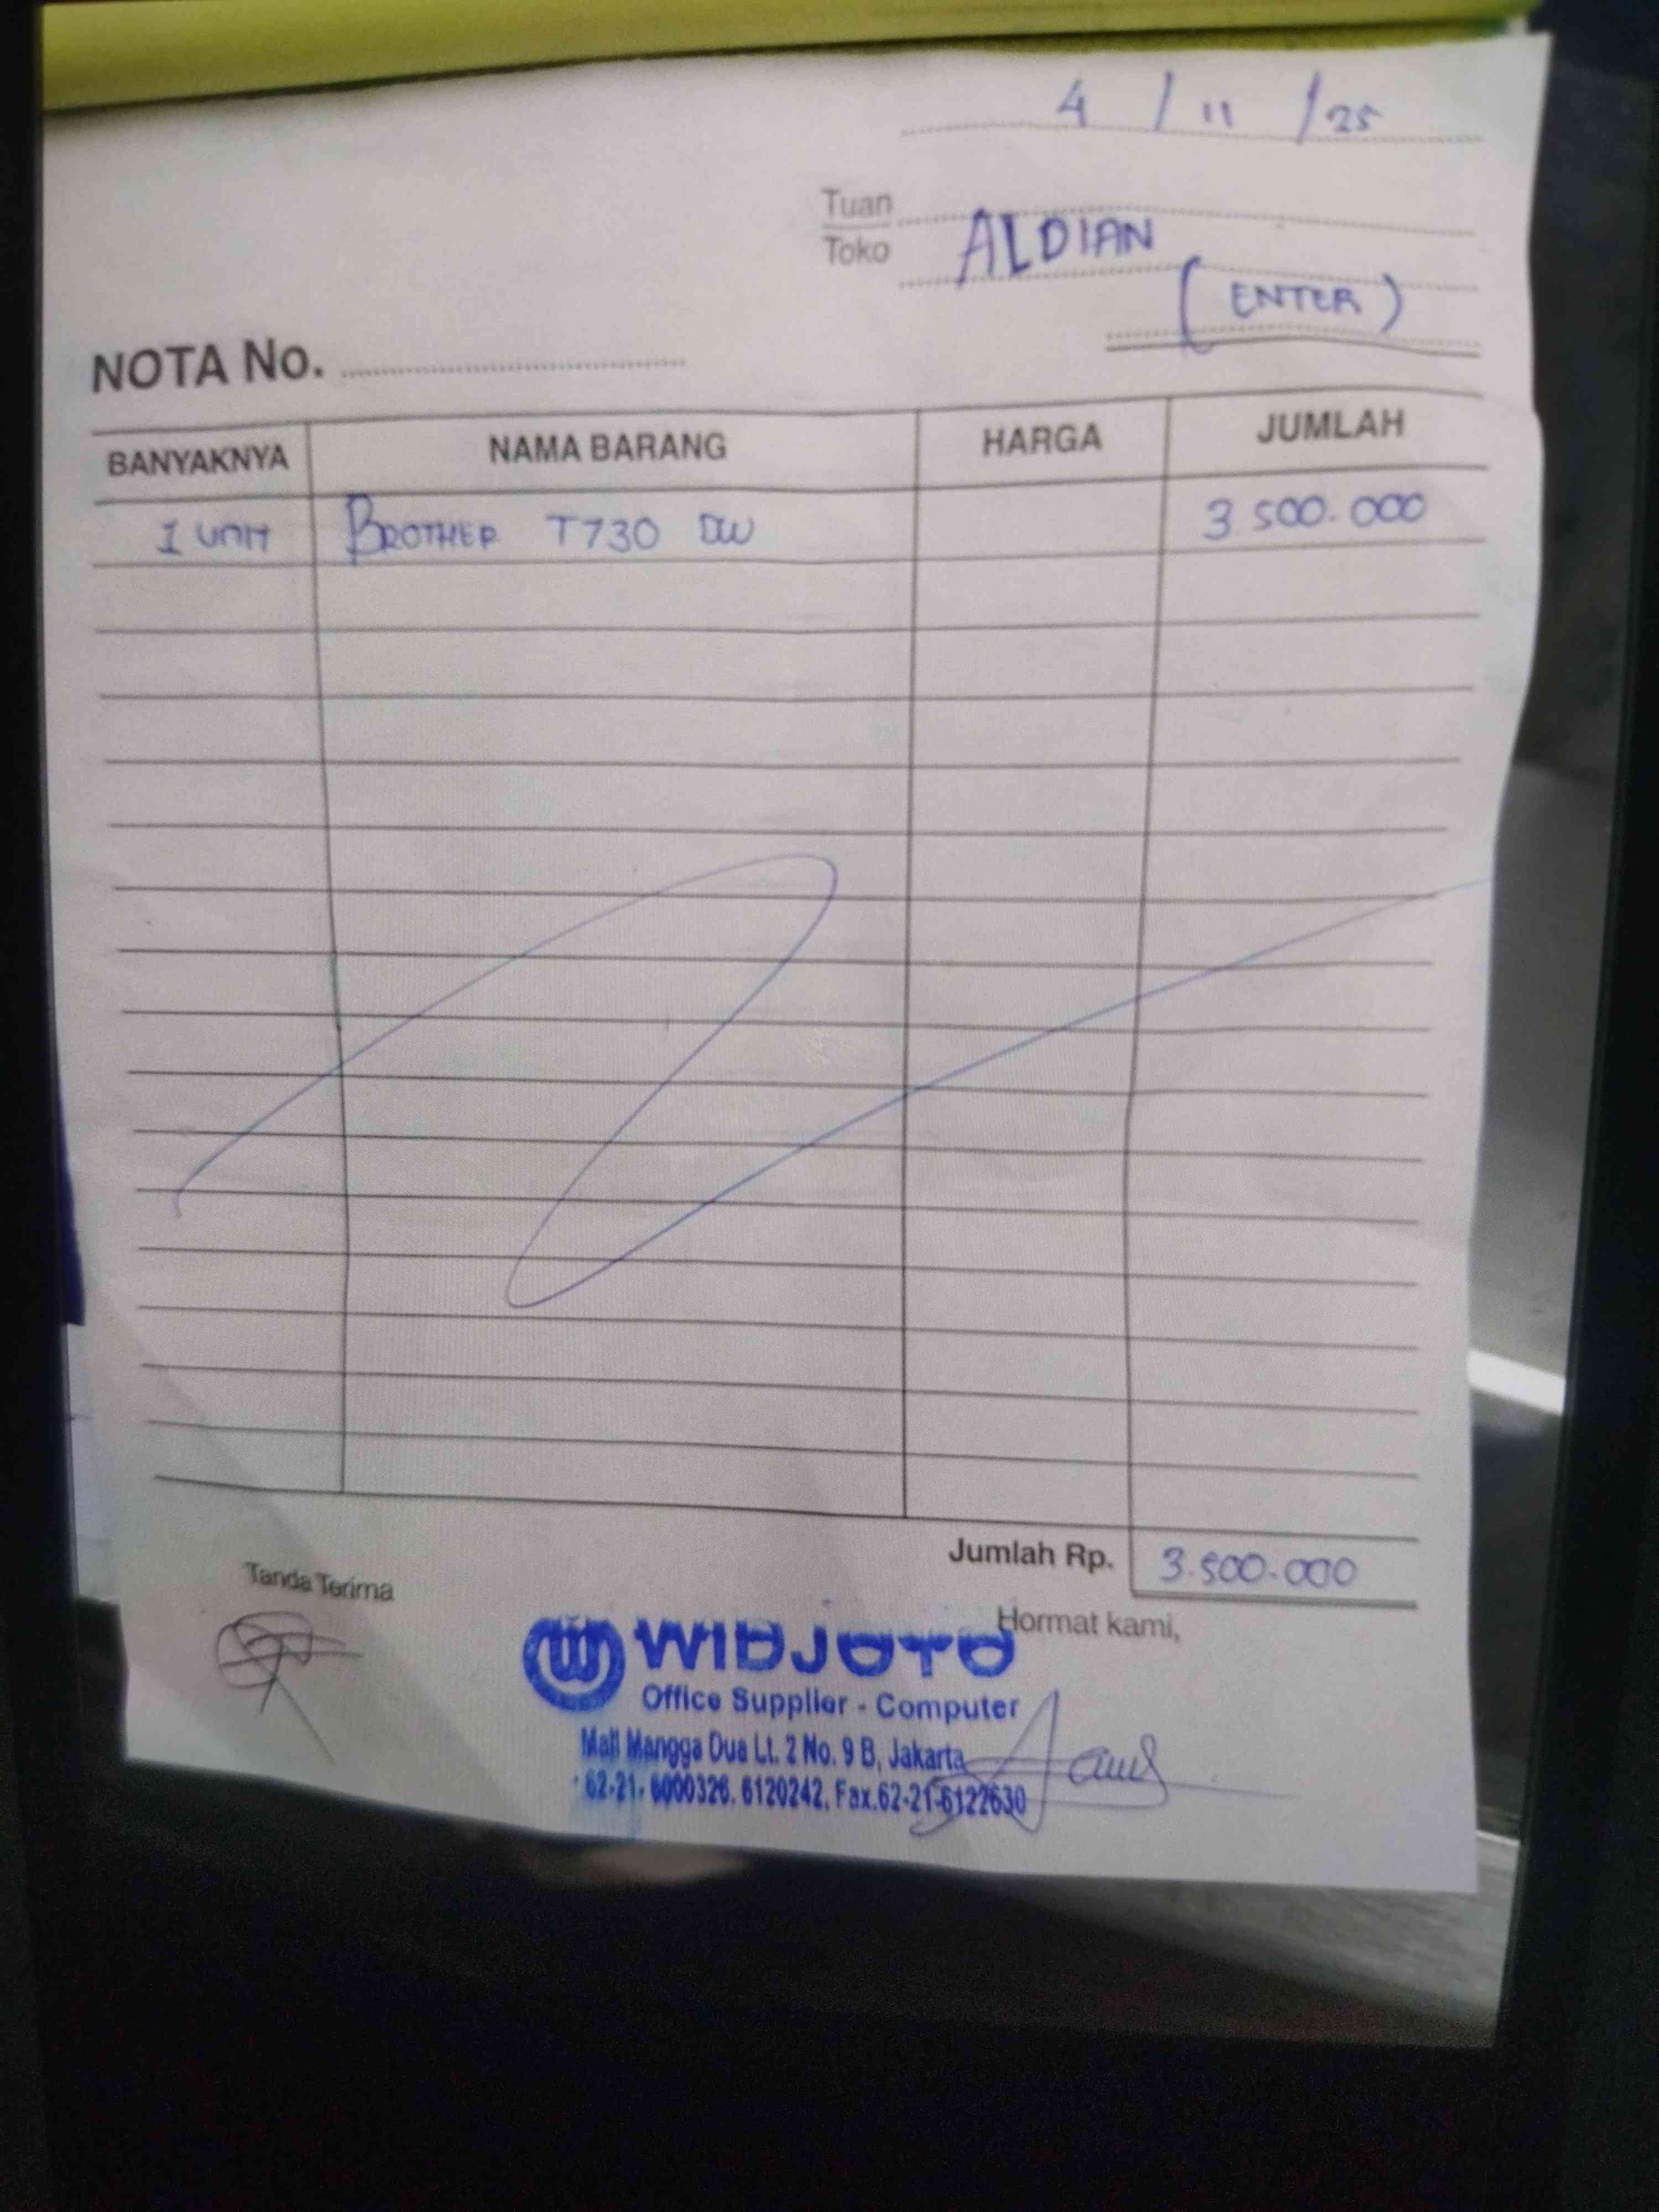 4 / 11 / 25
Tuan
Toko ALDIAN
( ENTER )
NOTA No.
BANYAKNYA NAMA BARANG HARGA JUMLAH
1 UNIT BROTHER T730 DW 3 500.000
Jumlah Rp. 3.500.000
Tanda Terima
Hormat kami,
WIDJOYO
Office Supplier - Computer
Mall Mangga Dua Lt. 2 No. 9 B, Jakarta
62-21- 6000326. 6120242, Fax.62-21-6122630